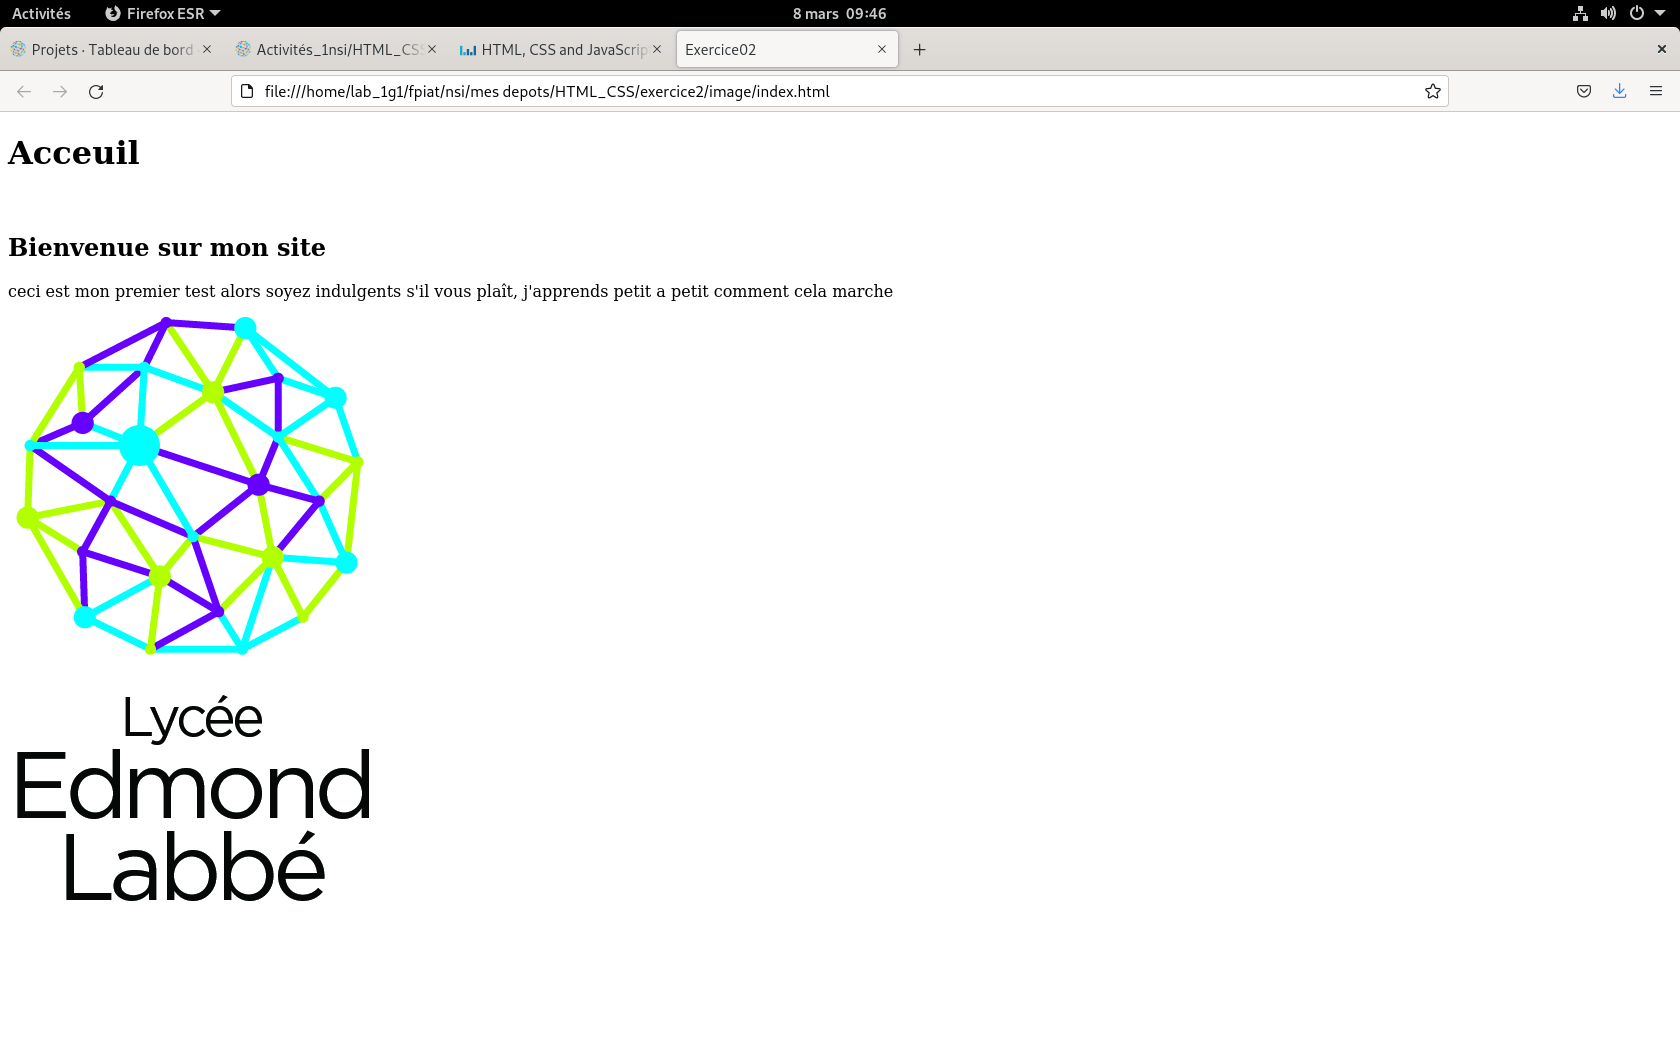 Activités Firefox ESR 8 mars 09:46
Projets · Tableau de bord Activités_1nsi/HTML_CSS HTML, CSS and JavaScrip Exercice02
file:///home/lab_1g1/fpiat/nsi/mes depots/HTML_CSS/exercice2/image/index.html
Acceuil
Bienvenue sur mon site
ceci est mon premier test alors soyez indulgents s'il vous plaît, j'apprends petit a petit comment cela marche
Lycée
Edmond
Labbé